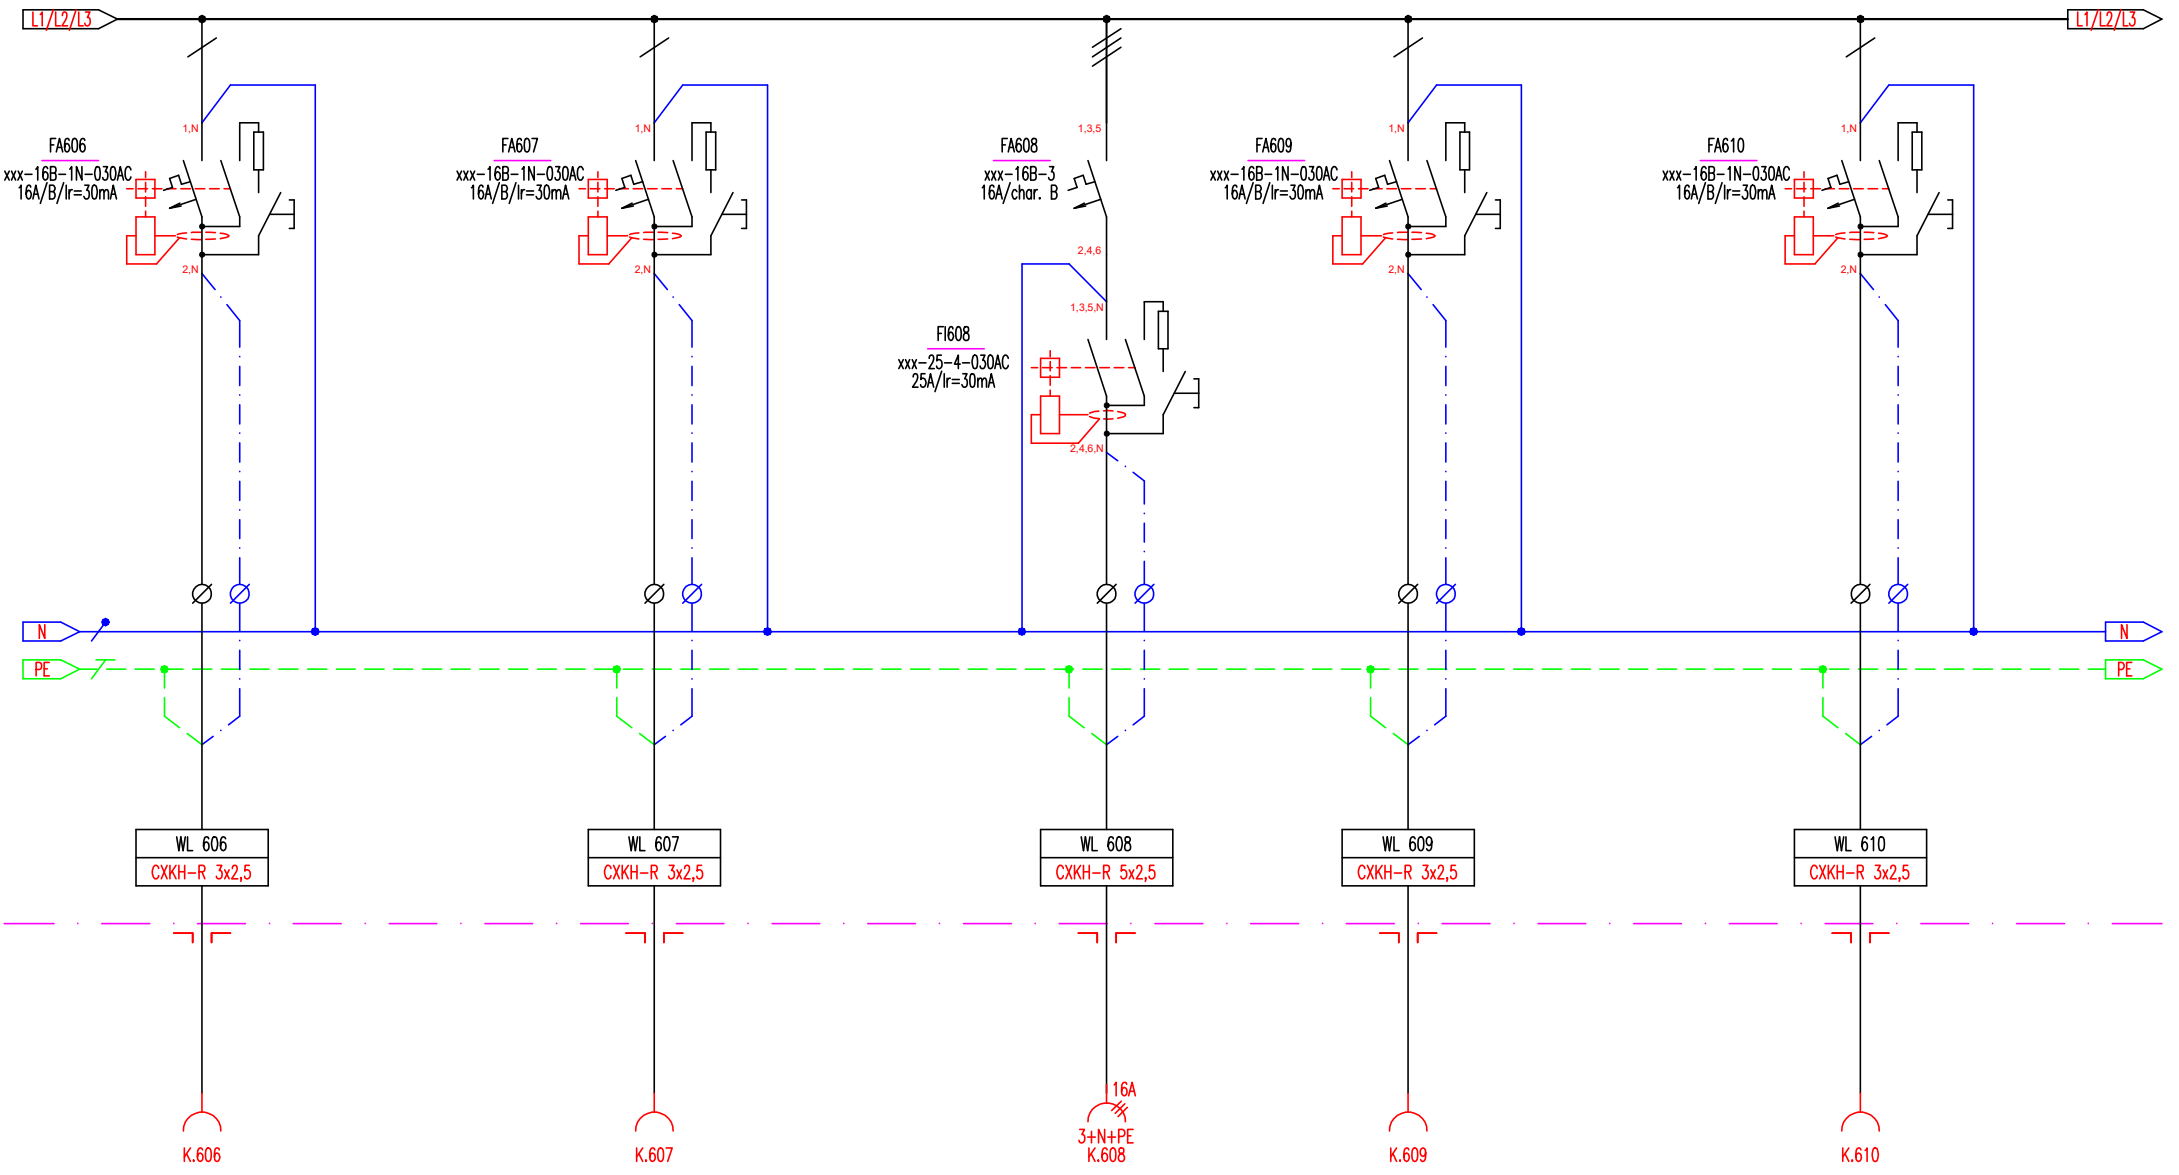 L1/L2/L3
L1/L2/L3
1,N
1,N
1,3,5
1,N
1,N
FA606
xxx-16B-1N-030AC
16A/B/Ir=30mA
FA607
xxx-16B-1N-030AC
16A/B/Ir=30mA
FA608
xxx-16B-3
16A/char. B
FA609
xxx-16B-1N-030AC
16A/B/Ir=30mA
FA610
xxx-16B-1N-030AC
16A/B/Ir=30mA
2,N
2,N
2,4,6
2,N
2,N
1,3,5,N
FI608
xxx-25-4-030AC
25A/Ir=30mA
2,4,6,N
N
N
PE
PE
WL 606
CXKH-R 3x2,5
WL 607
CXKH-R 3x2,5
WL 608
CXKH-R 5x2,5
WL 609
CXKH-R 3x2,5
WL 610
CXKH-R 3x2,5
16A
3+N+PE
K.606
K.607
K.608
K.609
K.610